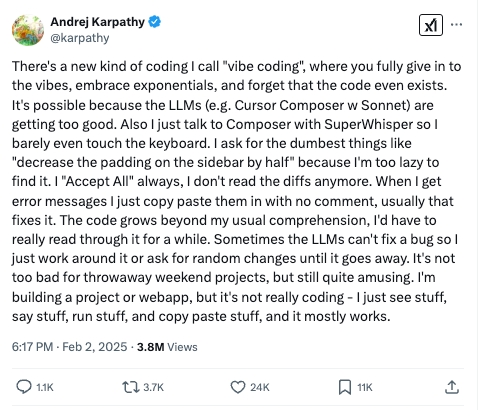 Andrej Karpathy
@karpathy
There's a new kind of coding I call "vibe coding", where you fully give in to
the vibes, embrace exponentials, and forget that the code even exists.
It's possible because the LLMs (e.g. Cursor Composer w Sonnet) are
getting too good. Also I just talk to Composer with SuperWhisper so I
barely even touch the keyboard. I ask for the dumbest things like
"decrease the padding on the sidebar by half" because I'm too lazy to
find it. I "Accept All" always, I don't read the diffs anymore. When I get
error messages I just copy paste them in with no comment, usually that
fixes it. The code grows beyond my usual comprehension, I'd have to
really read through it for a while. Sometimes the LLMs can't fix a bug so I
just work around it or ask for random changes until it goes away. It's not
too bad for throwaway weekend projects, but still quite amusing. I'm
building a project or webapp, but it's not really coding - I just see stuff,
say stuff, run stuff, and copy paste stuff, and it mostly works.
6:17 PM · Feb 2, 2025 · 3.8M Views
1.1K 3.7K 24K 11K